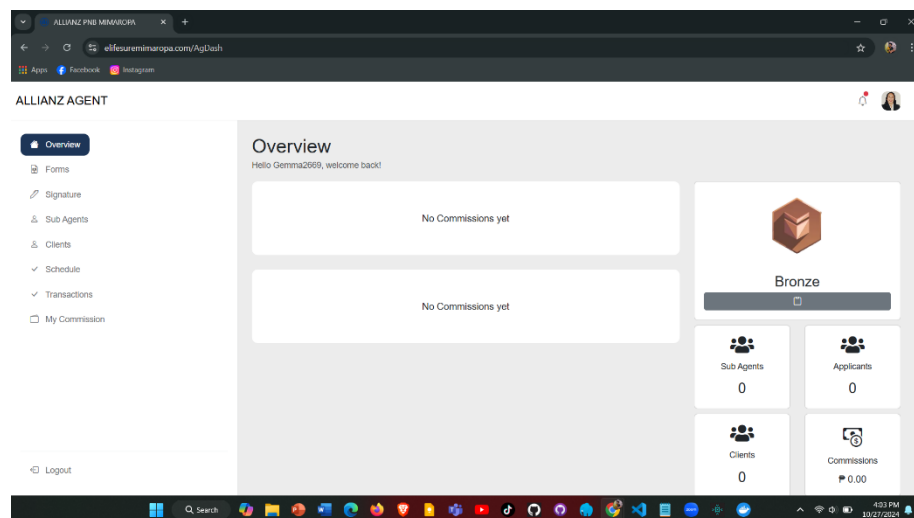 ALLIANZ PNB MIMAROPA
elifesuremimaropa.com/AgDash
Apps
Facebook
Instagram
ALLIANZ AGENT
Overview
Forms
Signature
Sub Agents
Clients
Schedule
Transactions
My Commission
Logout
Overview
Hello Gemma2669, welcome back!
No Commissions yet
No Commissions yet
Bronze
Sub Agents
0
Applicants
0
Clients
0
Commissions
₱ 0.00
Search
4:03 PM
10/27/2024